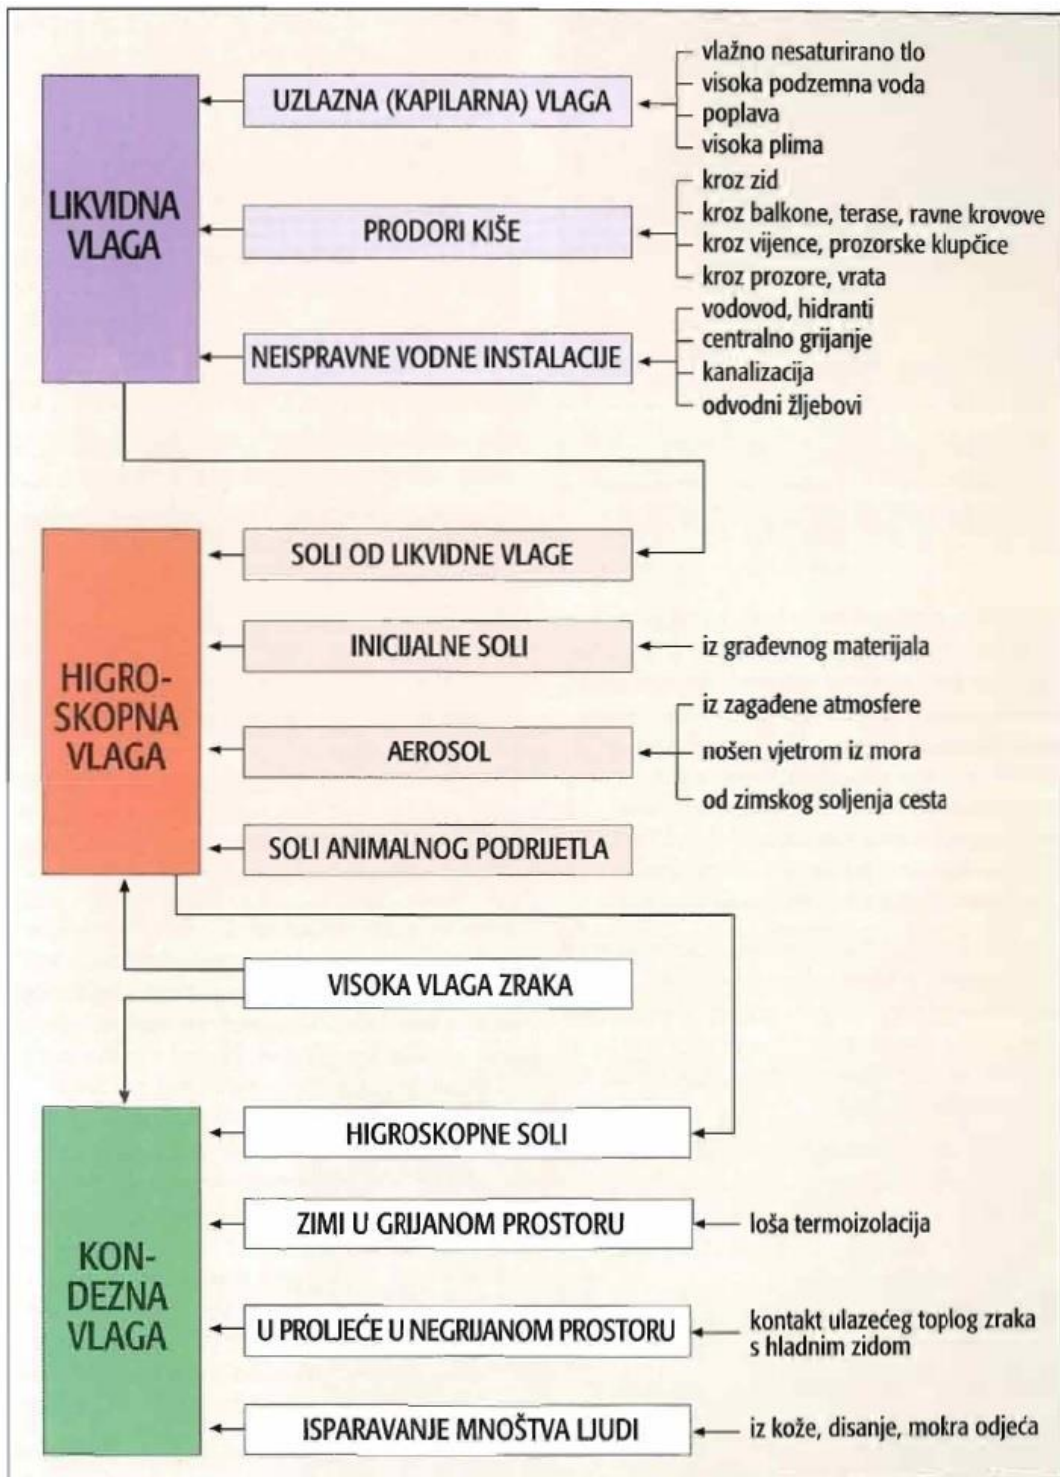 LIKVIDNA
VLAGA
UZLAZNA (KAPILARNA) VLAGA
vlažno nesaturirano tlo
visoka podzemna voda
poplava
visoka plima
PRODORI KIŠE
kroz zid
kroz balkone, terase, ravne krovove
kroz vijence, prozorske klupčice
kroz prozore, vrata
NEISPRAVNE VODNE INSTALACIJE
vodovod, hidranti
centralno grijanje
kanalizacija
odvodni žljebovi
HIGRO-
SKOPNA
VLAGA
SOLI OD LIKVIDNE VLAGE
INICIJALNE SOLI
iz građevnog materijala
AEROSOL
iz zagađene atmosfere
nošen vjetrom iz mora
od zimskog soljenja cesta
SOLI ANIMALNOG PODRIJETLA
VISOKA VLAGA ZRAKA
KON-
DEZNA
VLAGA
HIGROSKOPNE SOLI
ZIMI U GRIJANOM PROSTORU
loša termoizolacija
U PROLJEĆE U NEGRIJANOM PROSTORU
kontakt ulazećeg toplog zraka
s hladnim zidom
ISPARAVANJE MNOŠTVA LJUDI
iz kože, disanje, mokra odjeća